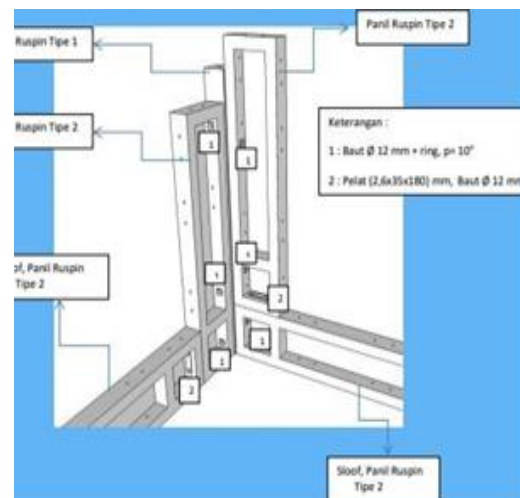 Panil Ruspin Tipe 2
Ruspin Tipe 1
Ruspin Tipe 2
Keterangan :
1 : Baut Ø 12 mm + ring, p= 10"
2 : Pelat (2,6x35x180) mm, Baut Ø 12 mm
of, Panil Ruspin
Tipe 2
1
1
1
1
2
1
1
2
Sloof, Panil Ruspin
Tipe 2